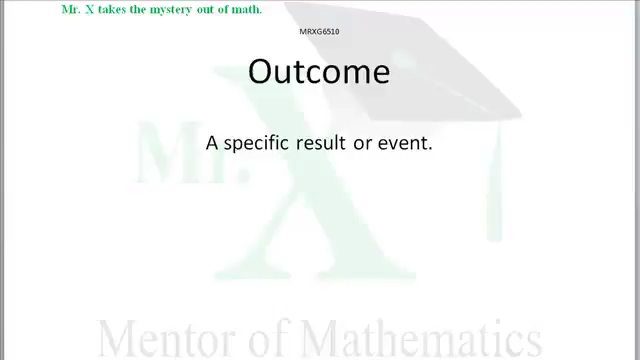 Mr. X takes the mystery out of math.
MRXG6510
Outcome
A specific result or event.
Mr.
X
Mentor of Mathematics